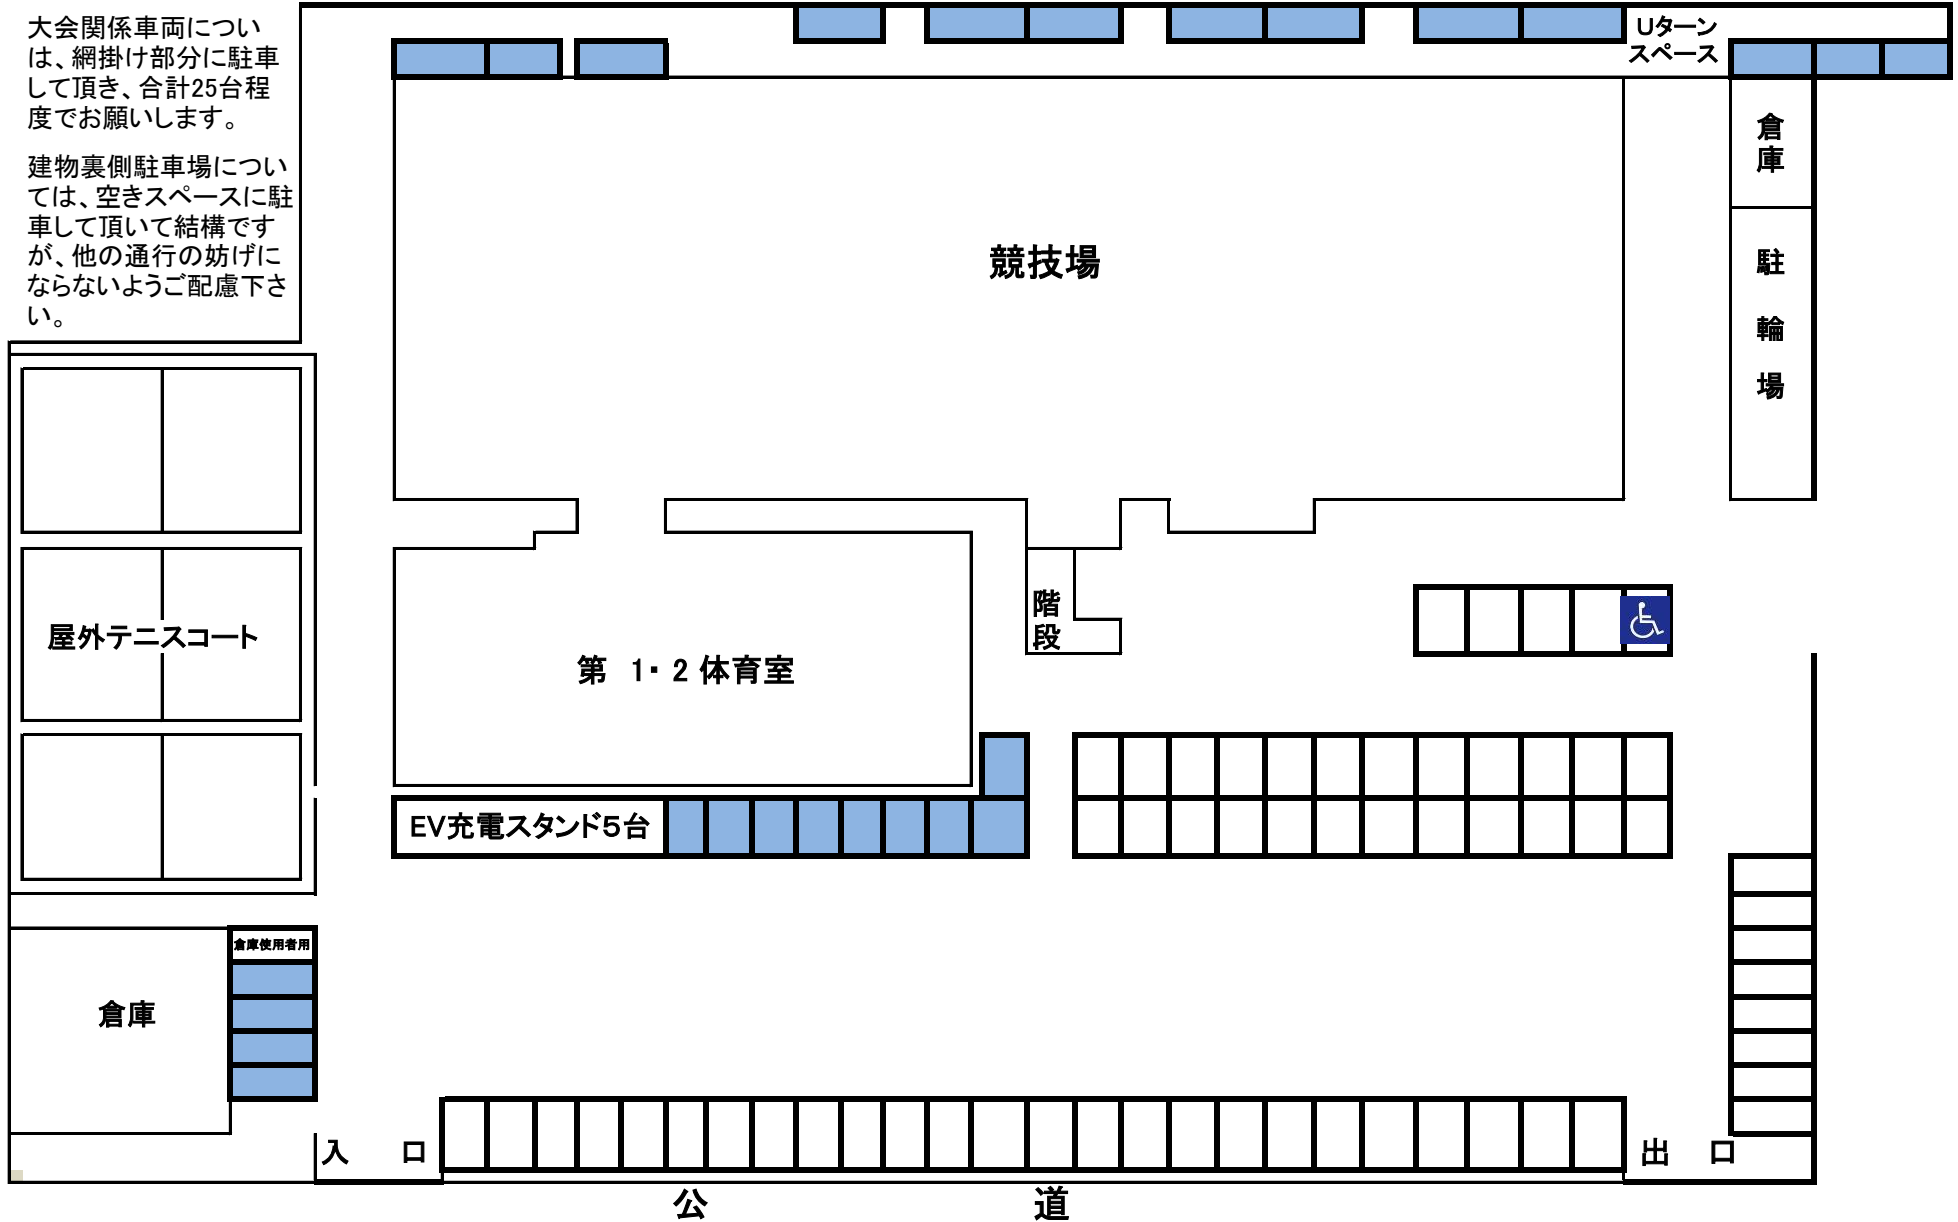 大会関係車両につい
は、網掛け部分に駐車
して頂き、合計25台程
度でお願いします。
建物裏側駐車場につい
ては、空きスペースに駐
車して頂いて結構です
が、他の通行の妨げに
ならないようご配慮下さ
い。
Uターン
スペース
倉庫
競技場
駐輪場
階段
屋外テニスコート
第 1・2 体育室
EV充電スタンド5台
倉庫使用者用
倉庫
入 口
出 口
公 道